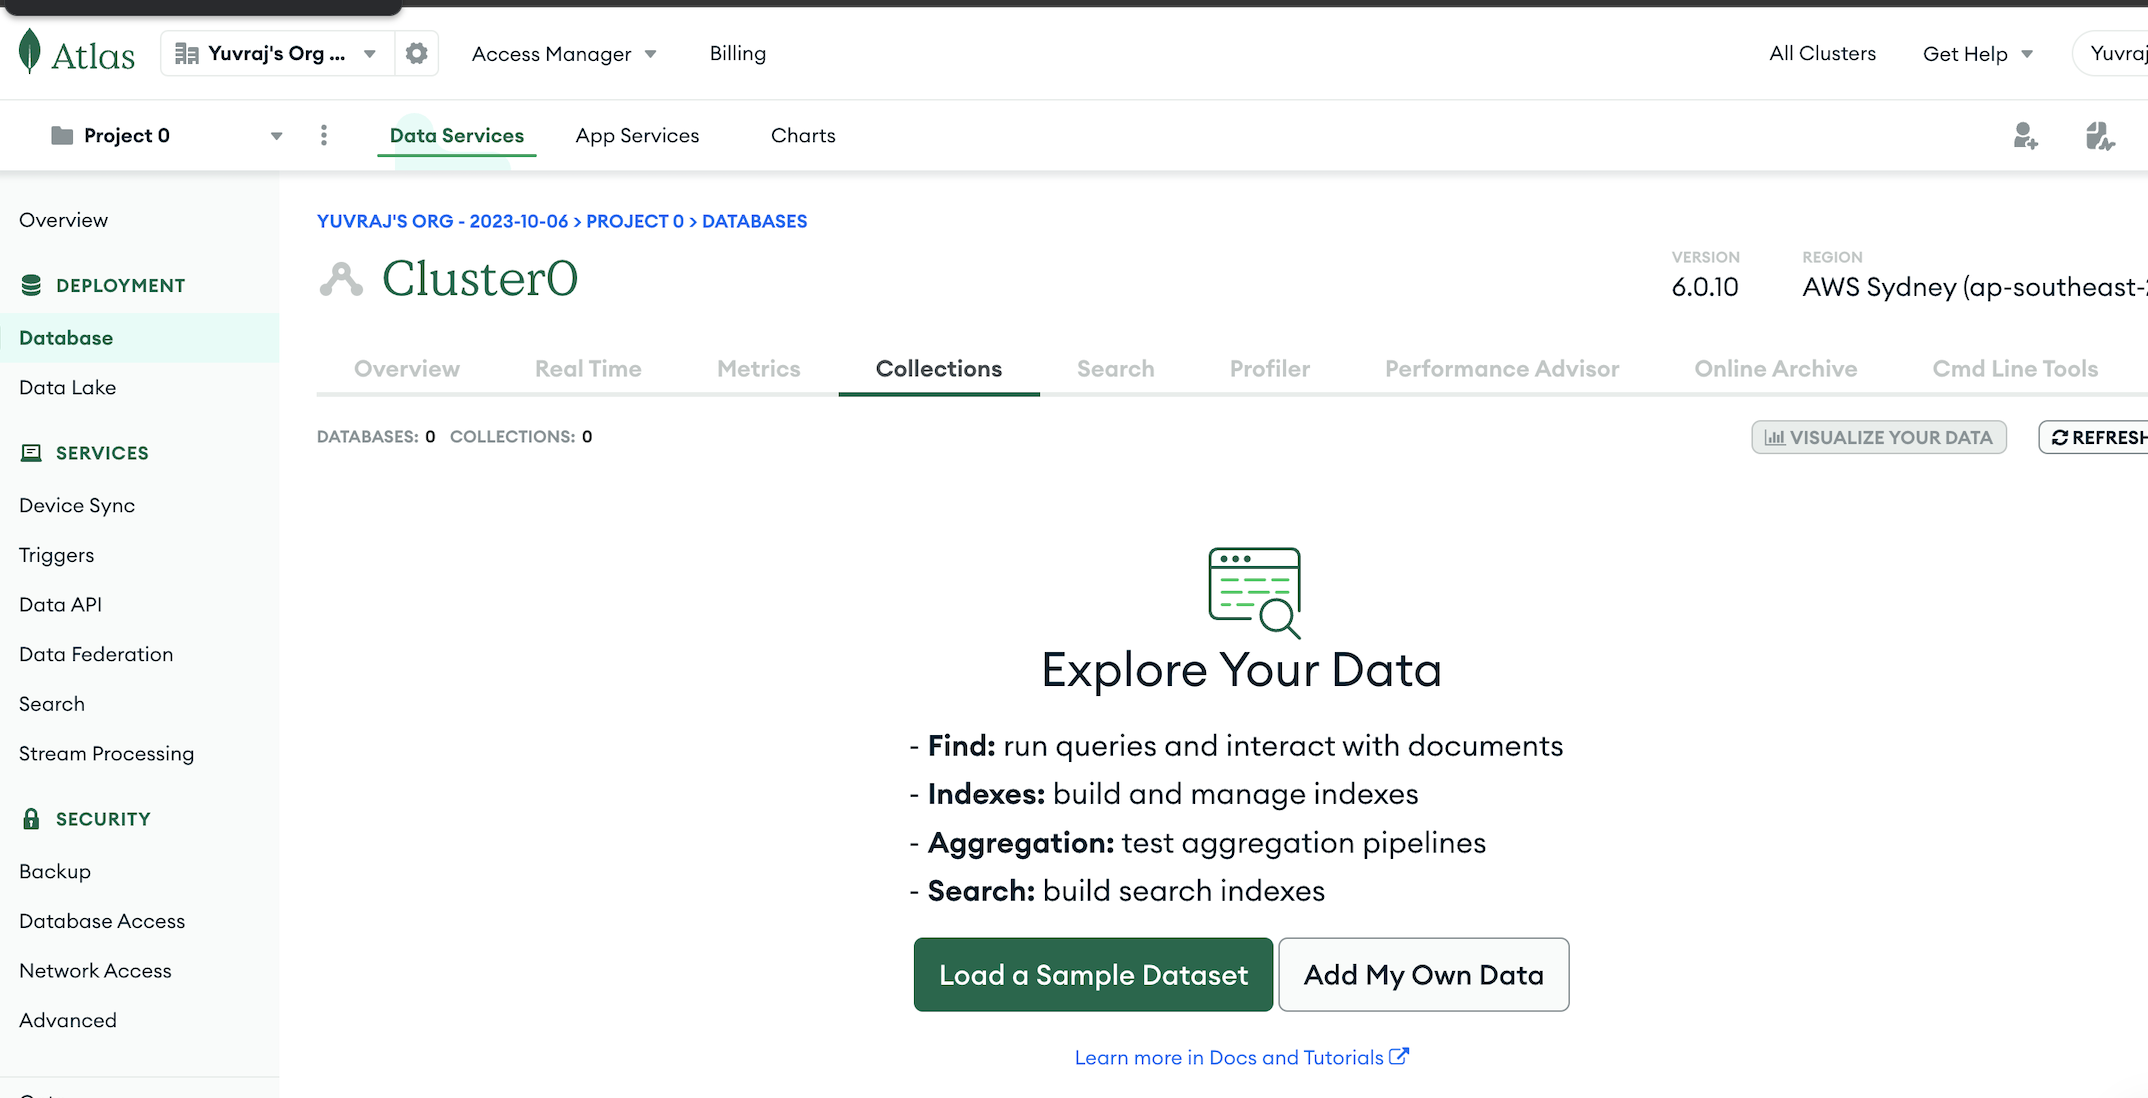 Atlas
Yuvraj's Org ...
Access Manager
Billing
All Clusters
Get Help
Project 0
Data Services
App Services
Charts
Overview
DEPLOYMENT
Database
Data Lake
SERVICES
Device Sync
Triggers
Data API
Data Federation
Search
Stream Processing
SECURITY
Backup
Database Access
Network Access
Advanced
YUVRAJ'S ORG - 2023-10-06 > PROJECT 0 > DATABASES
Cluster0
VERSION
6.0.10
REGION
AWS Sydney (ap-southeast-
Overview
Real Time
Metrics
Collections
Search
Profiler
Performance Advisor
Online Archive
Cmd Line Tools
DATABASES: 0 COLLECTIONS: 0
VISUALIZE YOUR DATA
REFRESH
Explore Your Data
- Find: run queries and interact with documents
- Indexes: build and manage indexes
- Aggregation: test aggregation pipelines
- Search: build search indexes
Load a Sample Dataset
Add My Own Data
Learn more in Docs and Tutorials